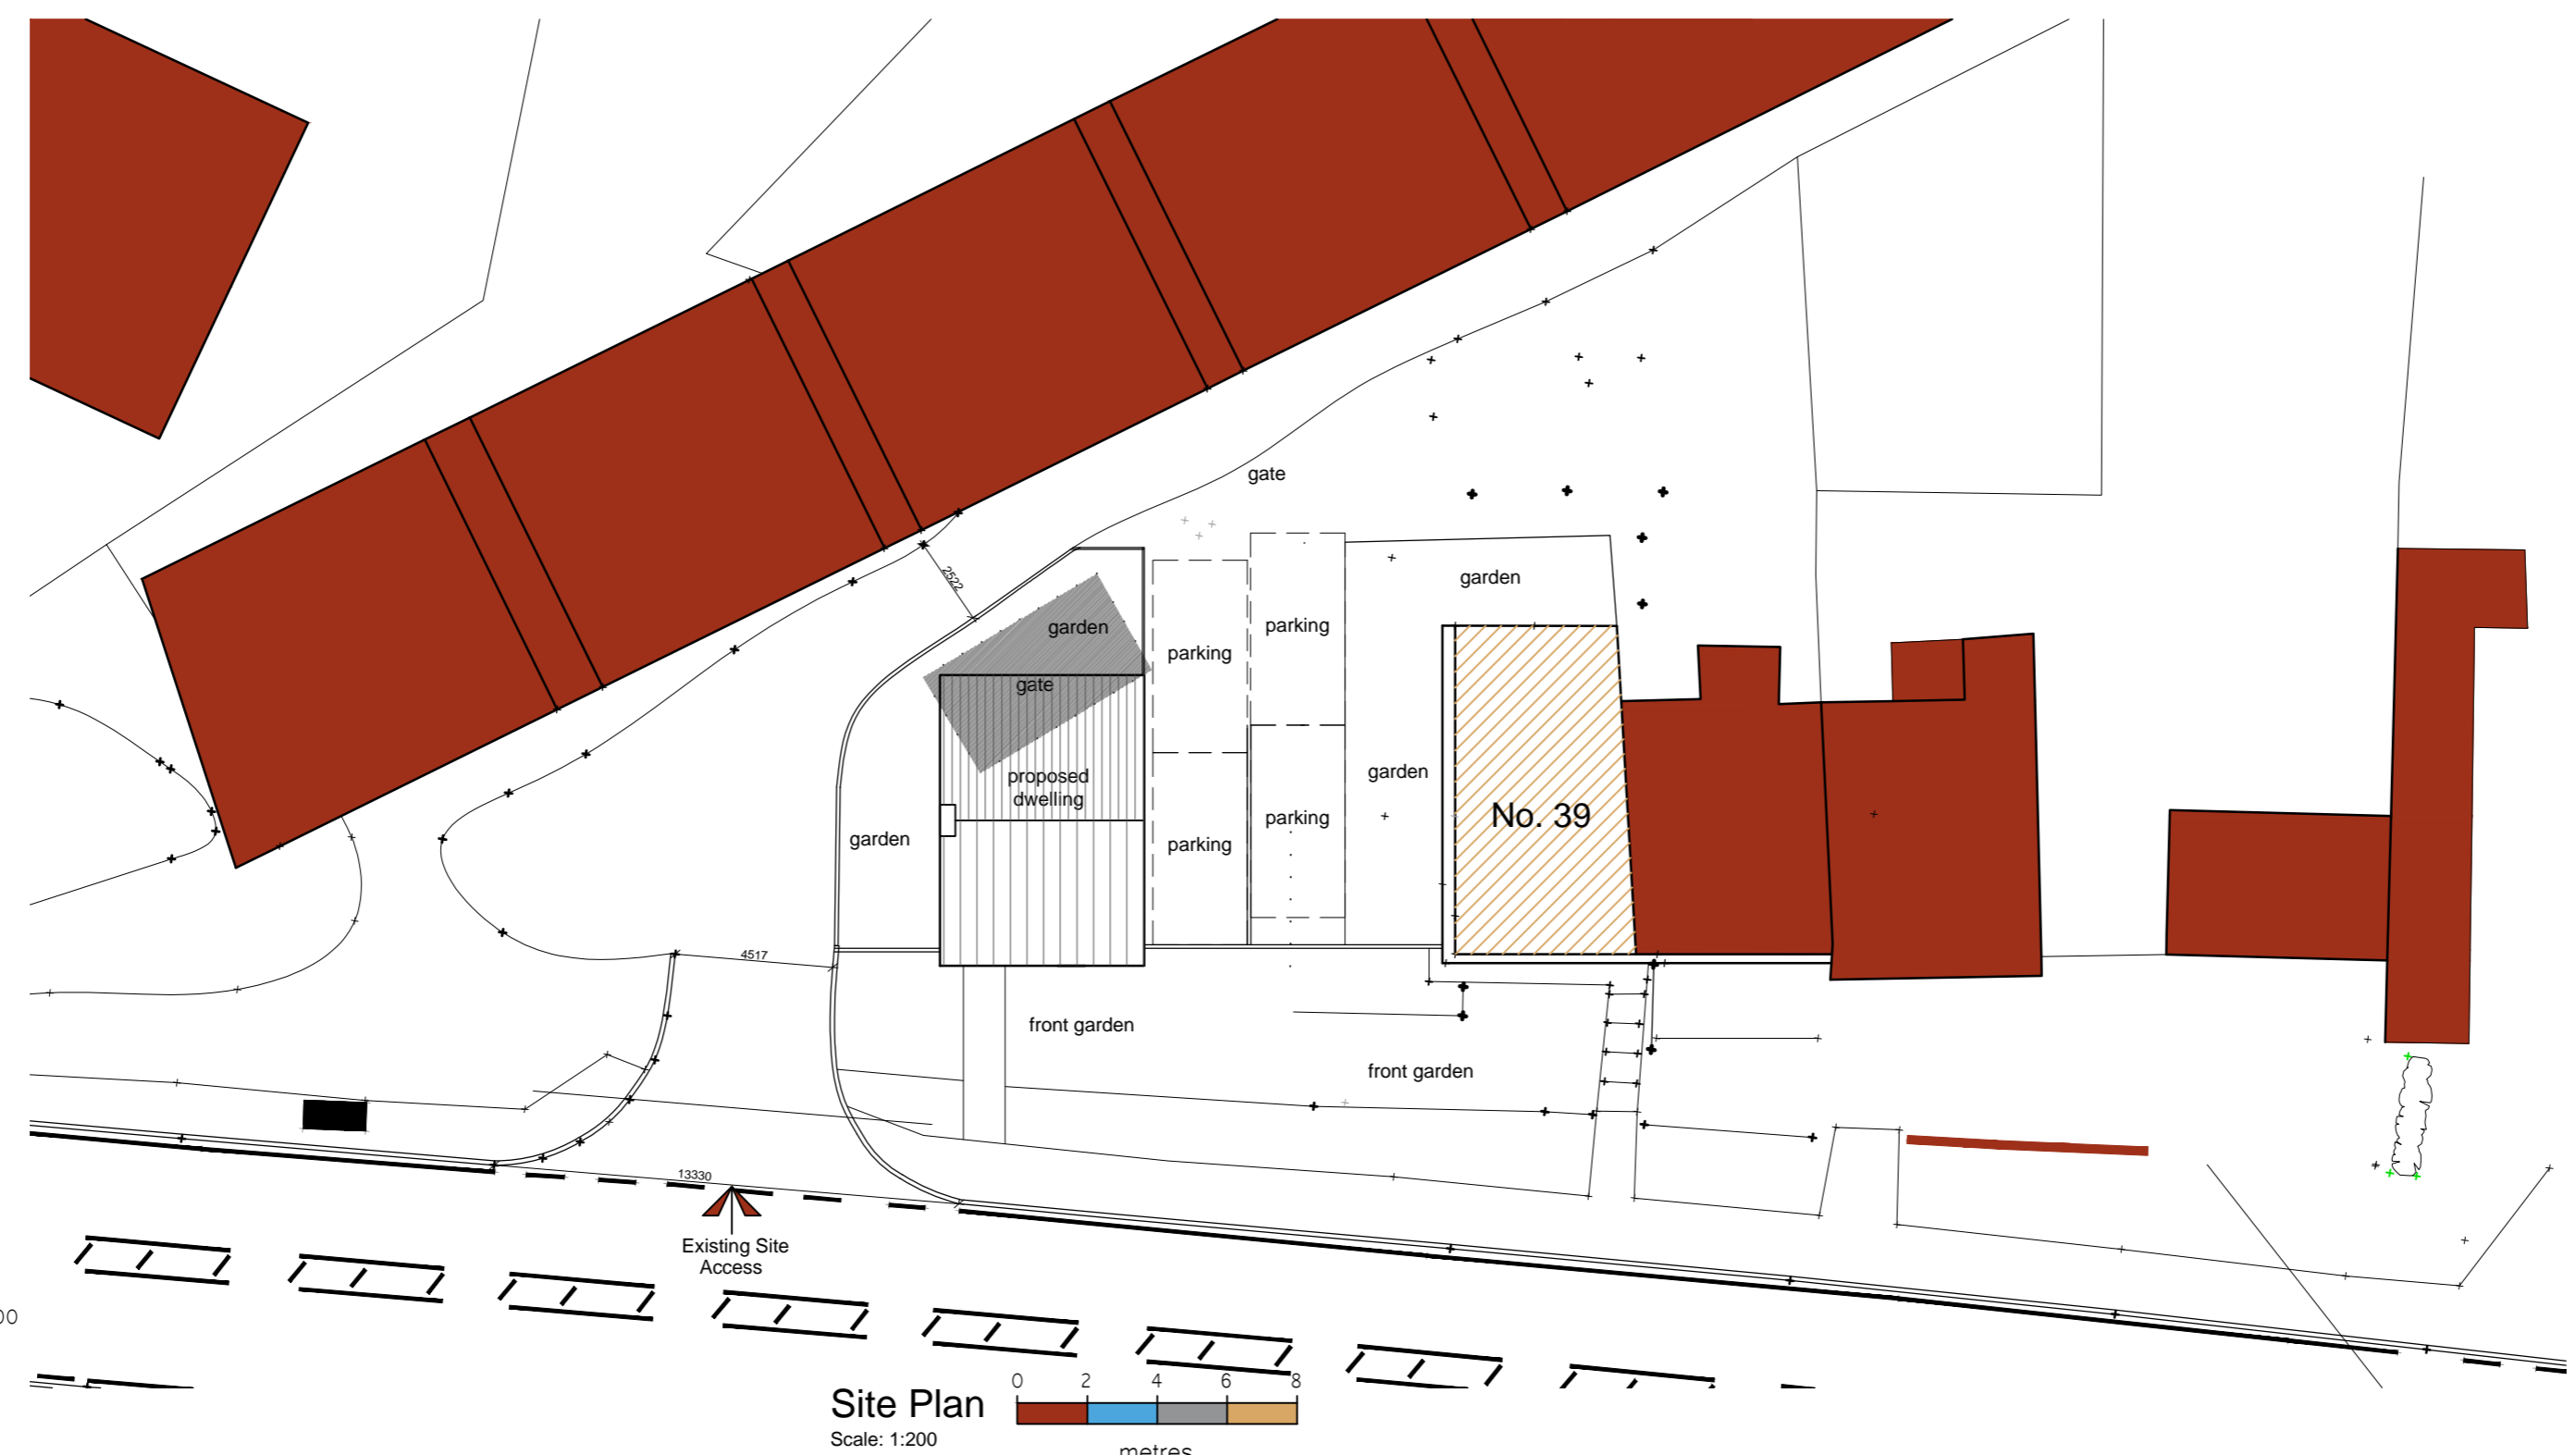 gate
2522
garden
garden
parking
parking
gate
proposed
dwelling
garden
No. 39
parking
parking
garden
4517
front garden
front garden
13330
Existing Site
Access
00
0 2 4 6 8
Site Plan
Scale: 1:200
metres